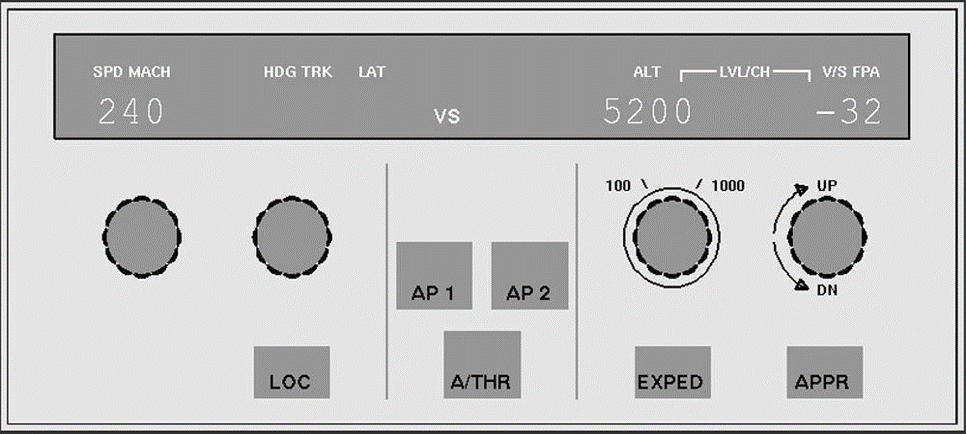 SPD MACH HDG TRK LAT ALT LVL/CH V/S FPA
240 VS 5200 -32
100 1000 UP
AP 1 AP 2 DN
LOC A/THR EXPED APPR